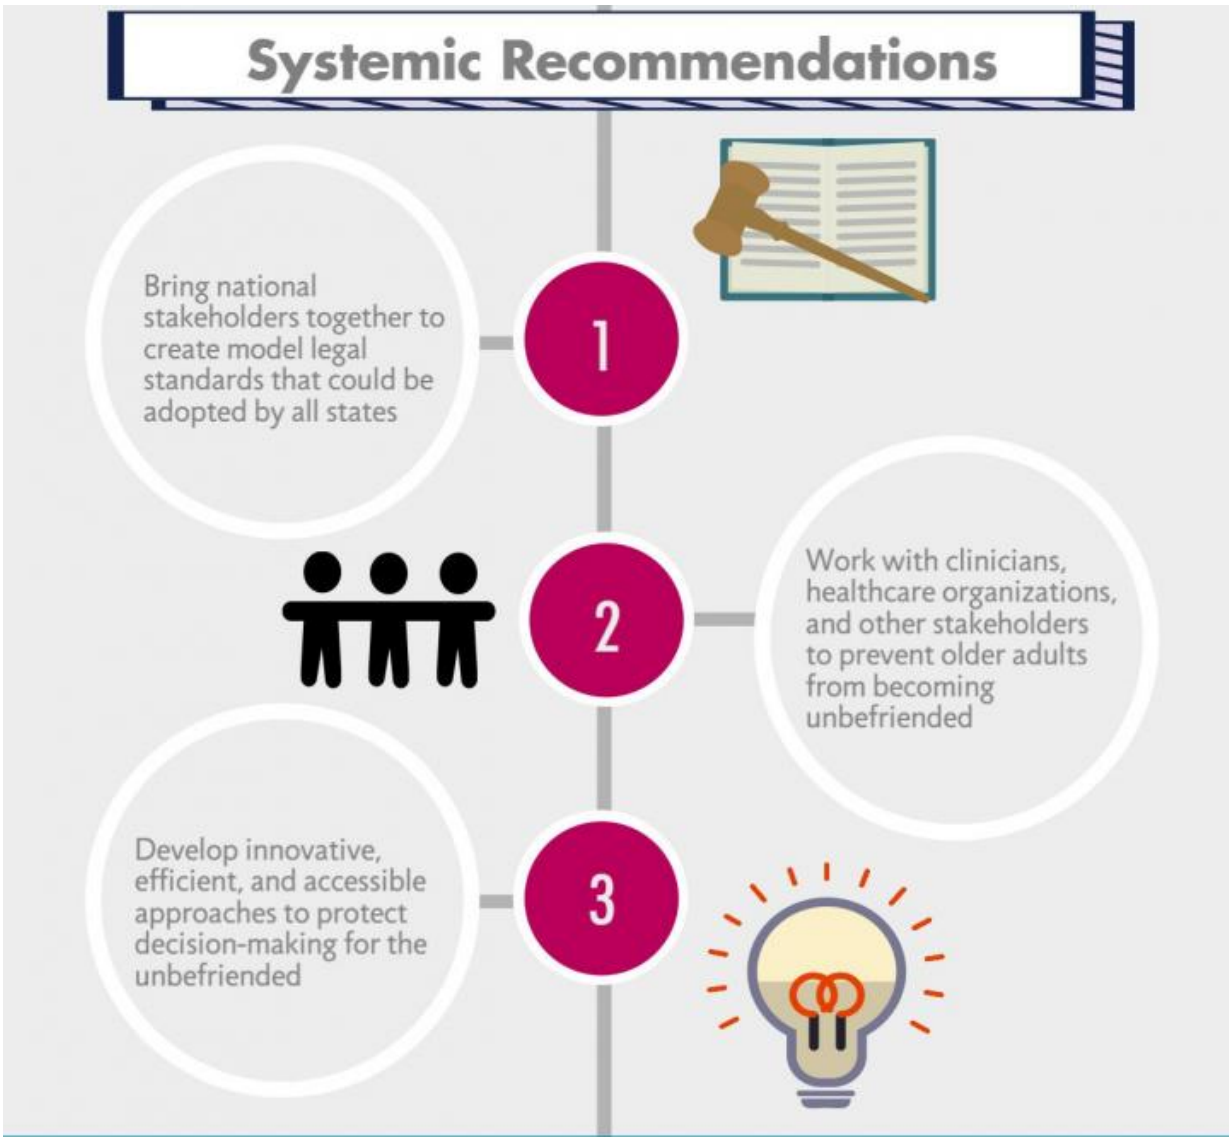 Systemic Recommendations
Bring national
stakeholders together to
create model legal
standards that could be
adopted by all states
1
2
Work with clinicians,
healthcare organizations,
and other stakeholders
to prevent older adults
from becoming
unbefriended
Develop innovative,
efficient, and accessible
approaches to protect
decision-making for the
unbefriended
3